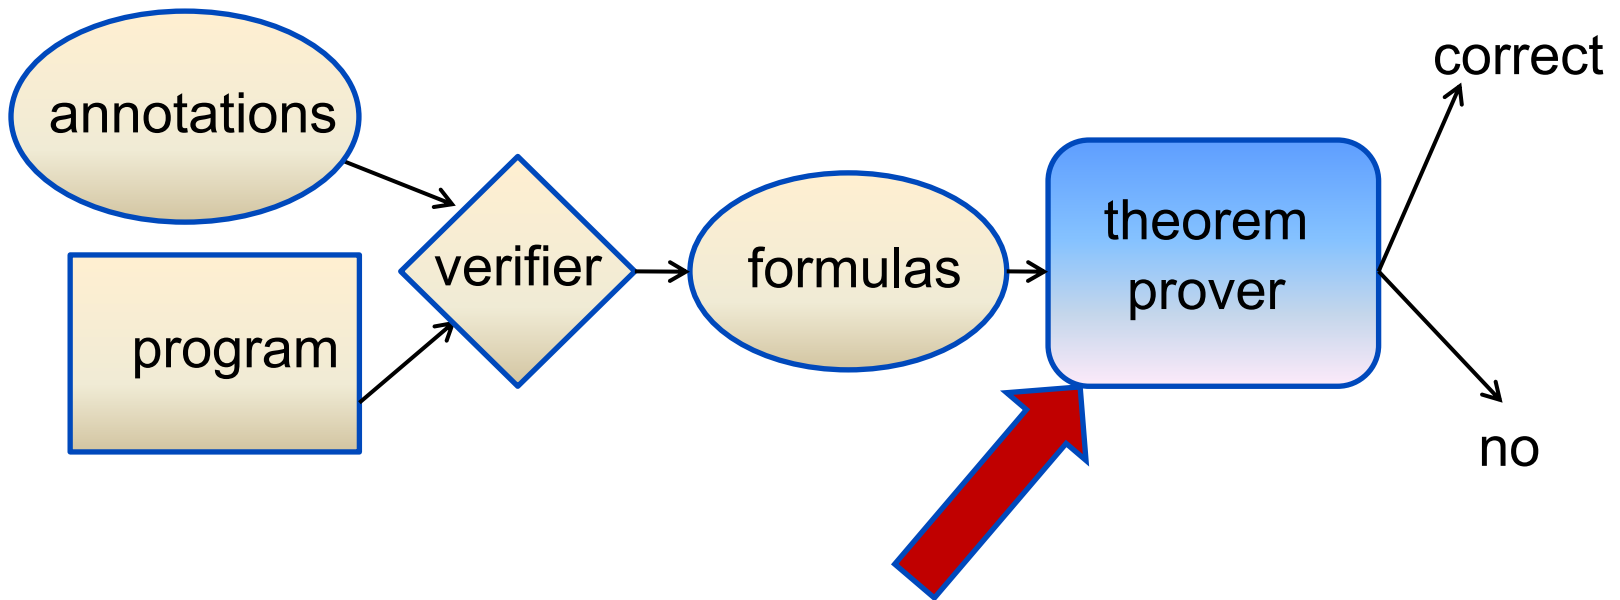 annotations
program
verifier
formulas
theorem
prover
correct
no